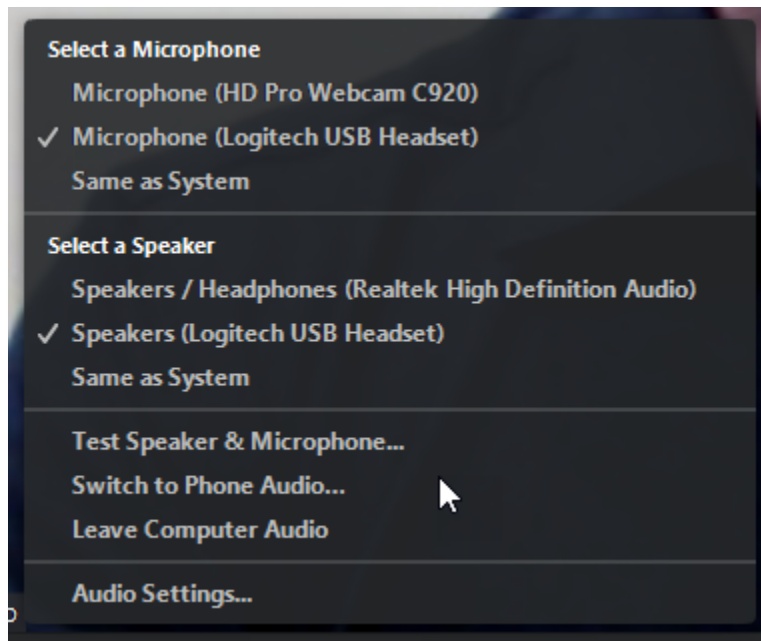 Select a Microphone
Microphone (HD Pro Webcam C920)
✓ Microphone (Logitech USB Headset)
Same as System
Select a Speaker
Speakers / Headphones (Realtek High Definition Audio)
✓ Speakers (Logitech USB Headset)
Same as System
Test Speaker & Microphone...
Switch to Phone Audio...
Leave Computer Audio
Audio Settings...